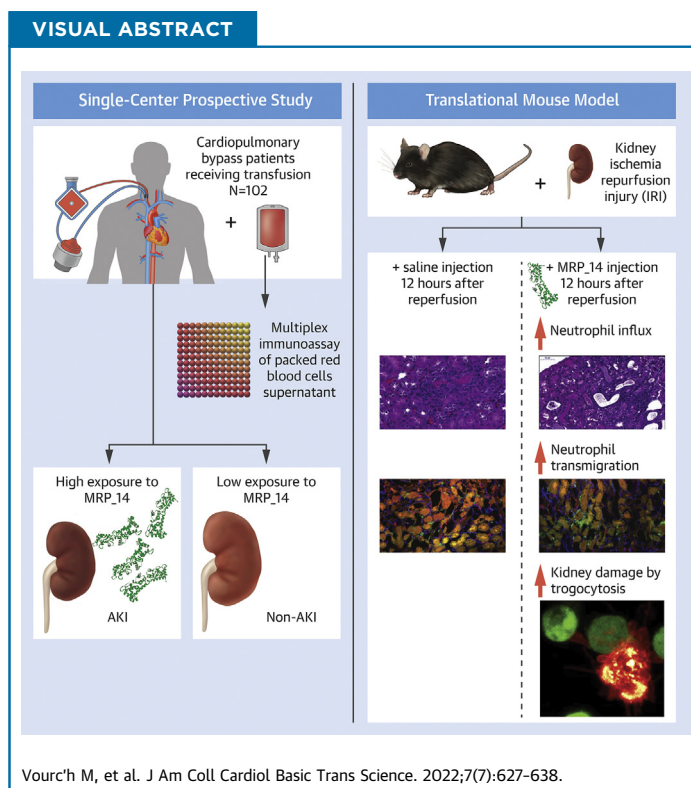 VISUAL ABSTRACT
Single-Center Prospective Study
Cardiopulmonary
bypass patients
receiving transfusion
N=102
+
Multiplex
immunoassay
of packed red
blood cells
supernatant
High exposure to
MRP_14
AKI
Low exposure to
MRP_14
Non-AKI
Translational Mouse Model
+
Kidney
ischemia
repurfusion
injury (IRI)
+ saline injection
12 hours after
reperfusion
+ MRP_14 injection
12 hours after
reperfusion
Neutrophil influx
Neutrophil
transmigration
Kidney damage by
trogocytosis
Vourc'h M, et al. J Am Coll Cardiol Basic Trans Science. 2022;7(7):627-638.